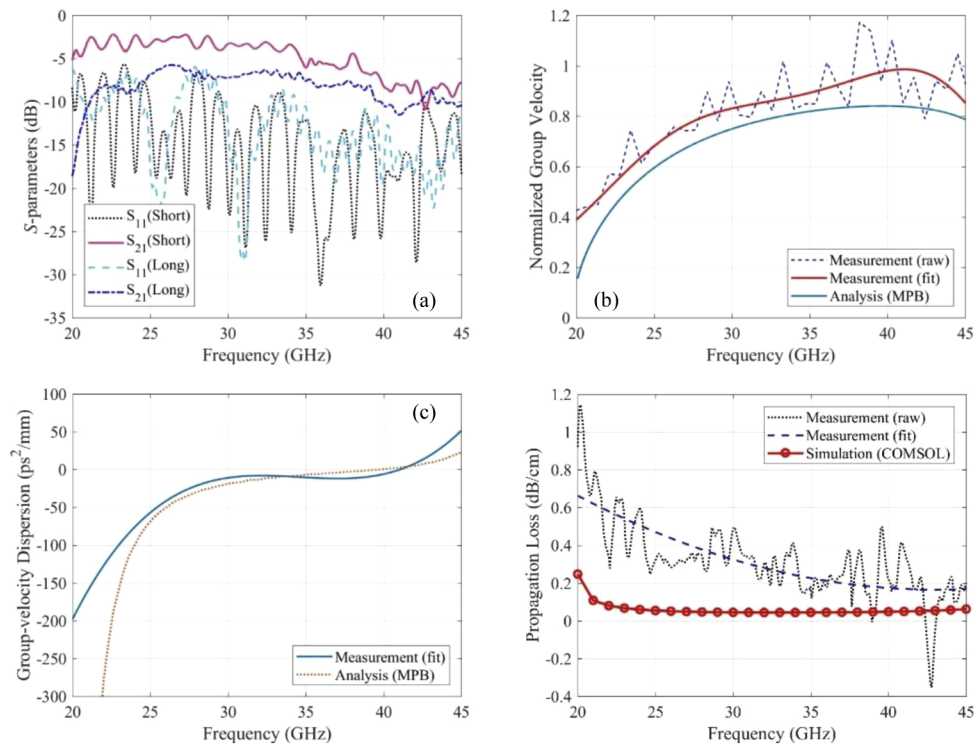 0
-5
-10
-15
-20
-25
-30
-35
S-parameters (dB)
S11(Short)
S21(Short)
S11(Long)
S21(Long)
(a)
20 25 30 35 40 45
Frequency (GHz)
1.2
1
0.8
0.6
0.4
0.2
0
Normalized Group Velocity
Measurement (raw)
Measurement (fit)
Analysis (MPB)
(b)
20 25 30 35 40 45
Frequency (GHz)
100
50
0
-50
-100
-150
-200
-250
-300
Group-velocity Dispersion (ps²/mm)
(c)
Measurement (fit)
Analysis (MPB)
20 25 30 35 40 45
Frequency (GHz)
1.2
1
0.8
0.6
0.4
0.2
0
-0.2
-0.4
Propagation Loss (dB/cm)
Measurement (raw)
Measurement (fit)
Simulation (COMSOL)
20 25 30 35 40 45
Frequency (GHz)